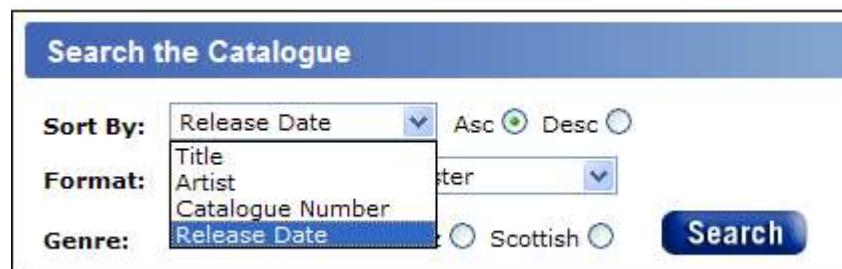 Search the Catalogue
Sort By: Release Date Asc Desc
Title
Format: Artist
Catalogue Number
Genre: Release Date Scottish Search